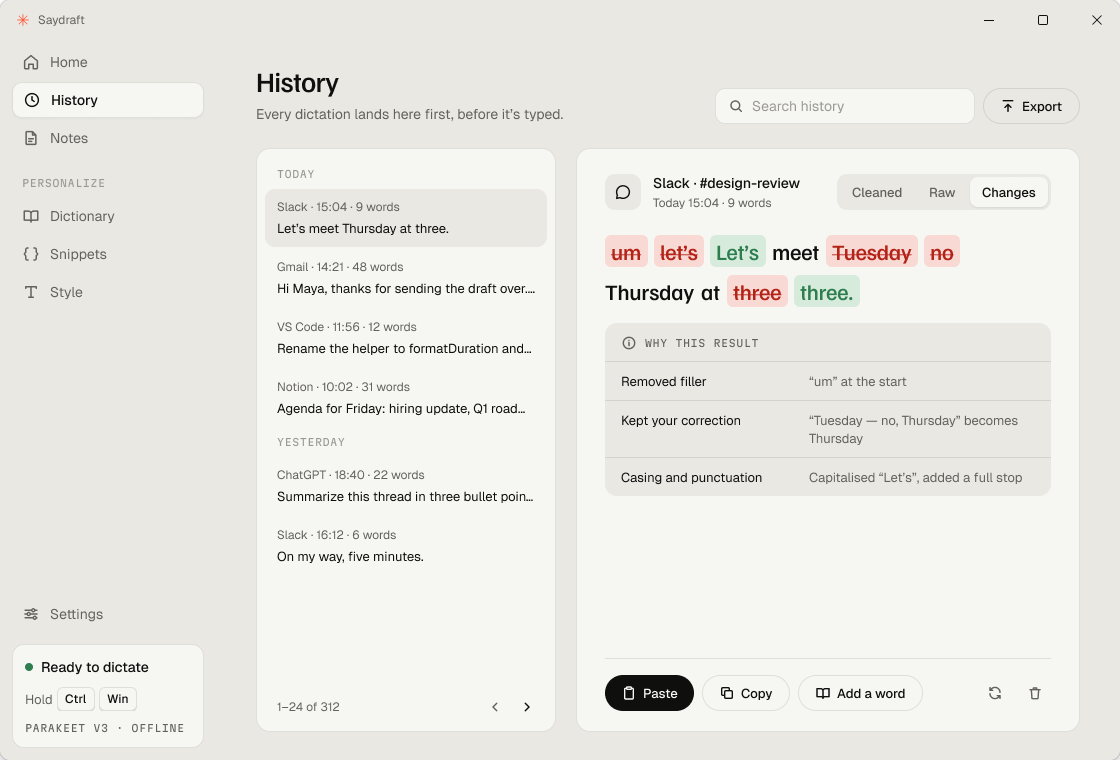 Saydraft
Home
History
Notes
PERSONALIZE
Dictionary
Snippets
Style
Settings
Ready to dictate
Hold Ctrl Win
PARAKEET V3 · OFFLINE
History
Every dictation lands here first, before it’s typed.
Search history
Export
TODAY
Slack · 15:04 · 9 words
Let’s meet Thursday at three.
Gmail · 14:21 · 48 words
Hi Maya, thanks for sending the draft over.…
VS Code · 11:56 · 12 words
Rename the helper to formatDuration and…
Notion · 10:02 · 31 words
Agenda for Friday: hiring update, Q1 road…
YESTERDAY
ChatGPT · 18:40 · 22 words
Summarize this thread in three bullet poin…
Slack · 16:12 · 6 words
On my way, five minutes.
1–24 of 312
Slack · #design-review
Today 15:04 · 9 words
Cleaned Raw Changes
um let’s Let’s meet Tuesday no
Thursday at three three.
WHY THIS RESULT
Removed filler
“um” at the start
Kept your correction
“Tuesday — no, Thursday” becomes
Thursday
Casing and punctuation
Capitalised “Let’s”, added a full stop
Paste
Copy
Add a word